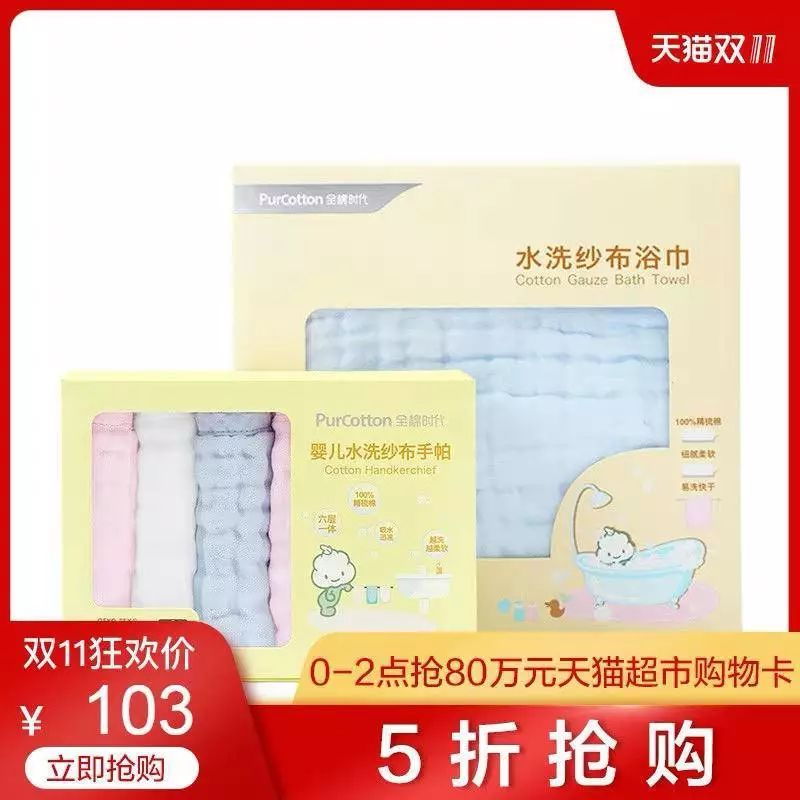 天猫双11
PurCotton 全棉时代
水洗纱布浴巾
Cotton Gauze Bath Towel
100%精梳棉
细腻柔软
易洗快干
PurCotton 全棉时代
婴儿水洗纱布手帕
Cotton Handkerchief
100%
精梳棉
六层
一体
吸水
迅速
越洗
越柔软
双11狂欢价
¥ 103
立即抢购
0-2点抢80万元天猫超市购物卡
5折抢购